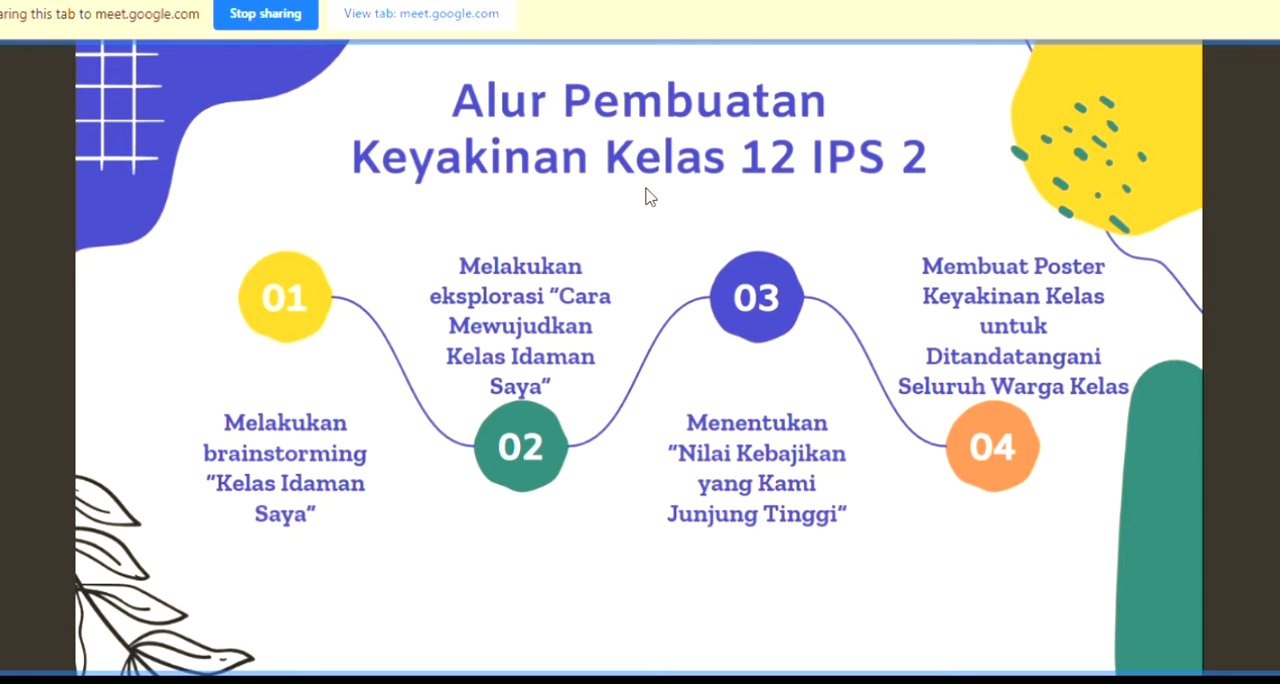 aring this tab to meet.google.com
Stop sharing
View tab: meet.google.com
Alur Pembuatan
Keyakinan Kelas 12 IPS 2
01
Melakukan
brainstorming
“Kelas Idaman
Saya”
Melakukan
eksplorasi “Cara
Mewujudkan
Kelas Idaman
Saya”
02
03
Menentukan
“Nilai Kebajikan
yang Kami
Junjung Tinggi”
Membuat Poster
Keyakinan Kelas
untuk
Ditandatangani
Seluruh Warga Kelas
04